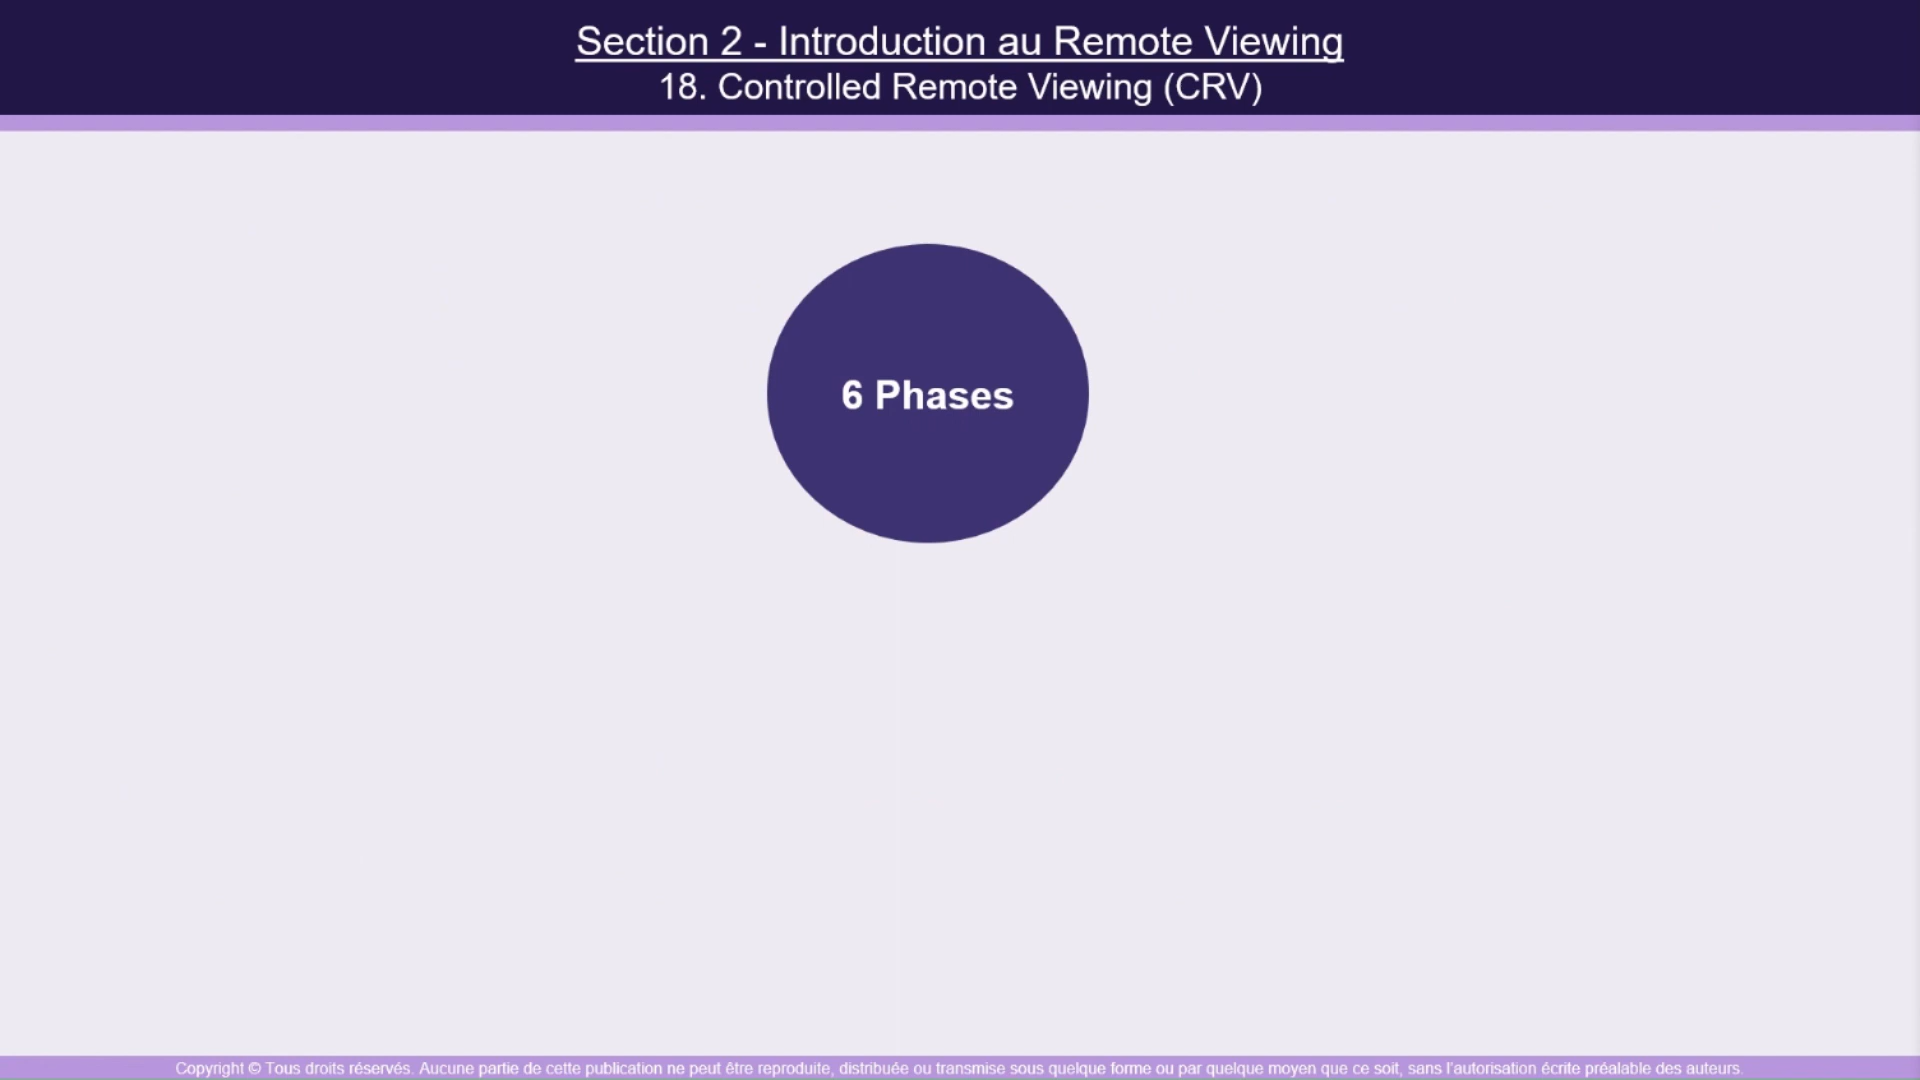 Section 2 - Introduction au Remote Viewing
18. Controlled Remote Viewing (CRV)
6 Phases
Copyright © Tous droits réservés. Aucune partie de cette publication ne peut être reproduite, distribuée ou transmise sous quelque forme ou par quelque moyen que ce soit, sans l'autorisation écrite préalable des auteurs.